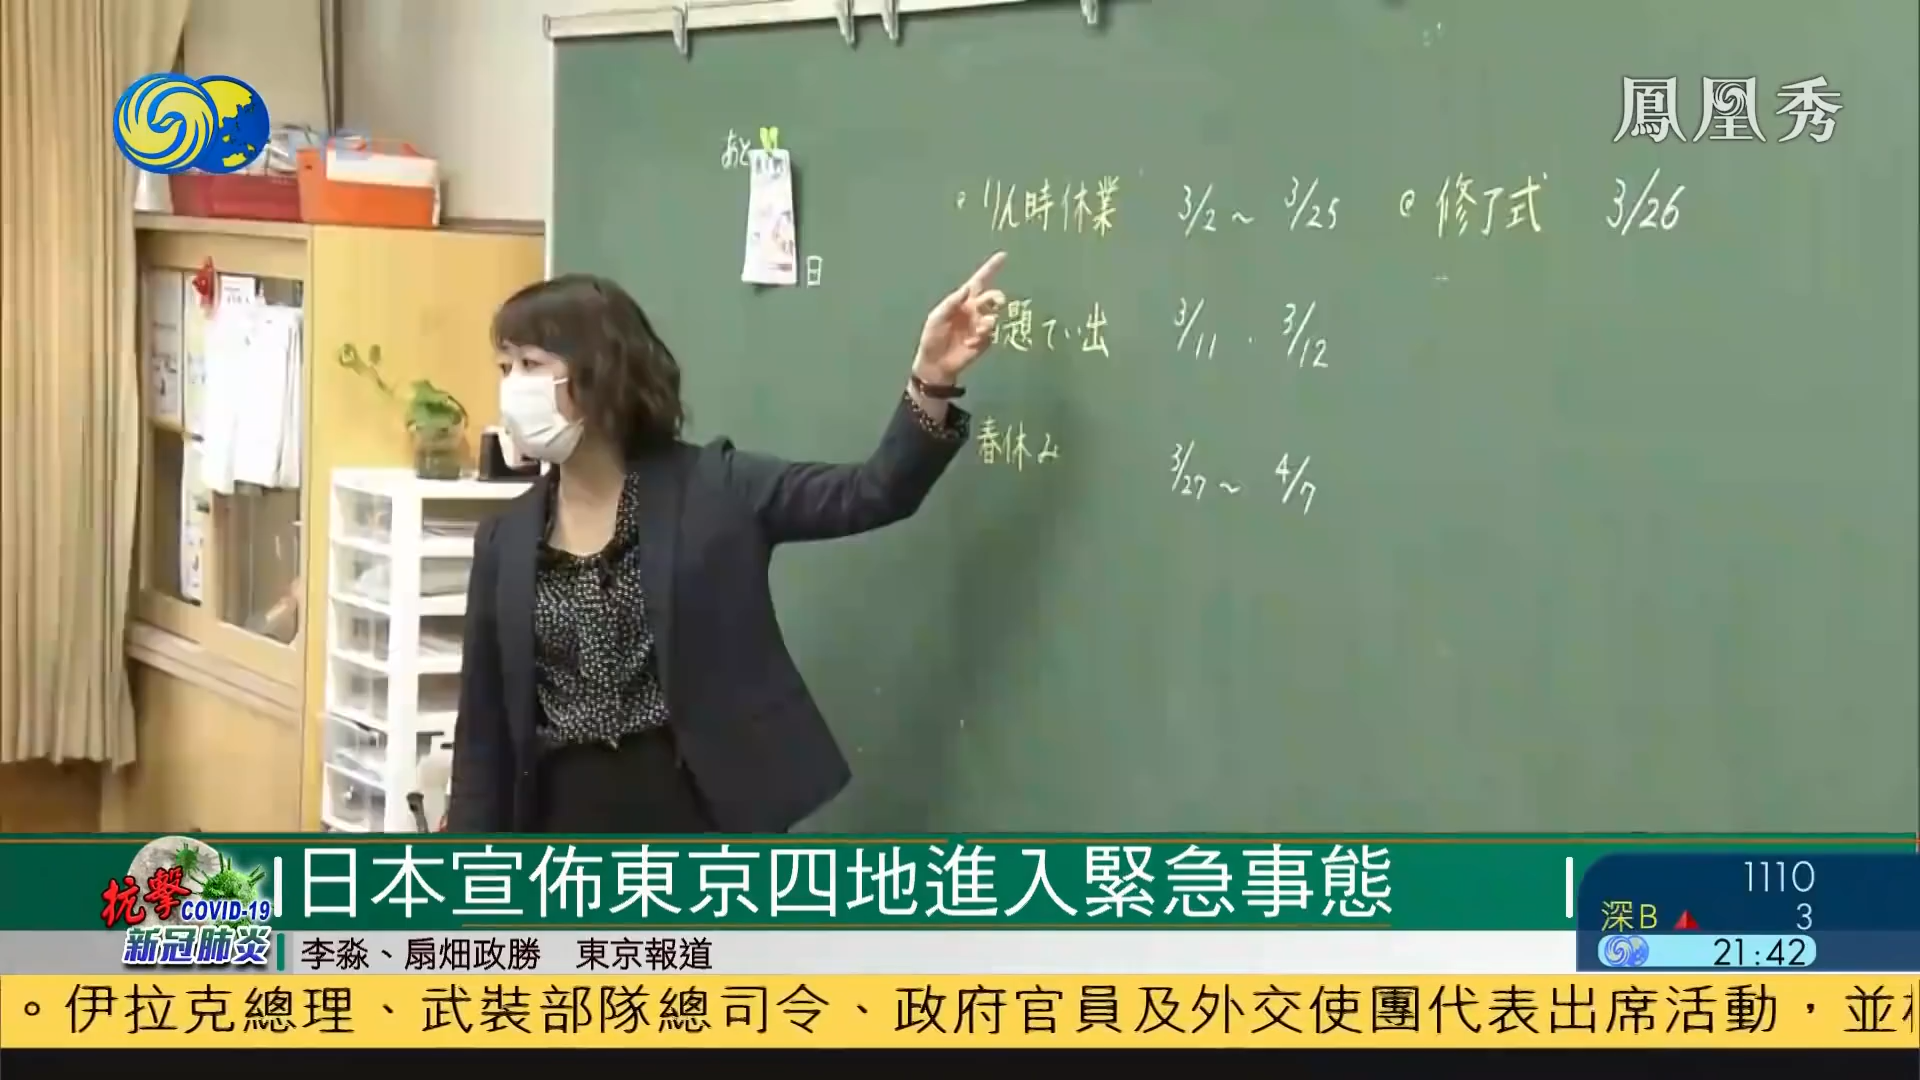 鳳凰秀
あと
日
りん時休業 3/2～3/25 修了式 3/26
題てい出 3/11・3/12
春休み 3/27～4/7
抗擊
COVID-19
新冠肺炎
日本宣佈東京四地進入緊急事態
李淼、扇畑政勝 東京報道
1110
深B 3
21:42
。伊拉克總理、武裝部隊總司令、政府官員及外交使團代表出席活動，並